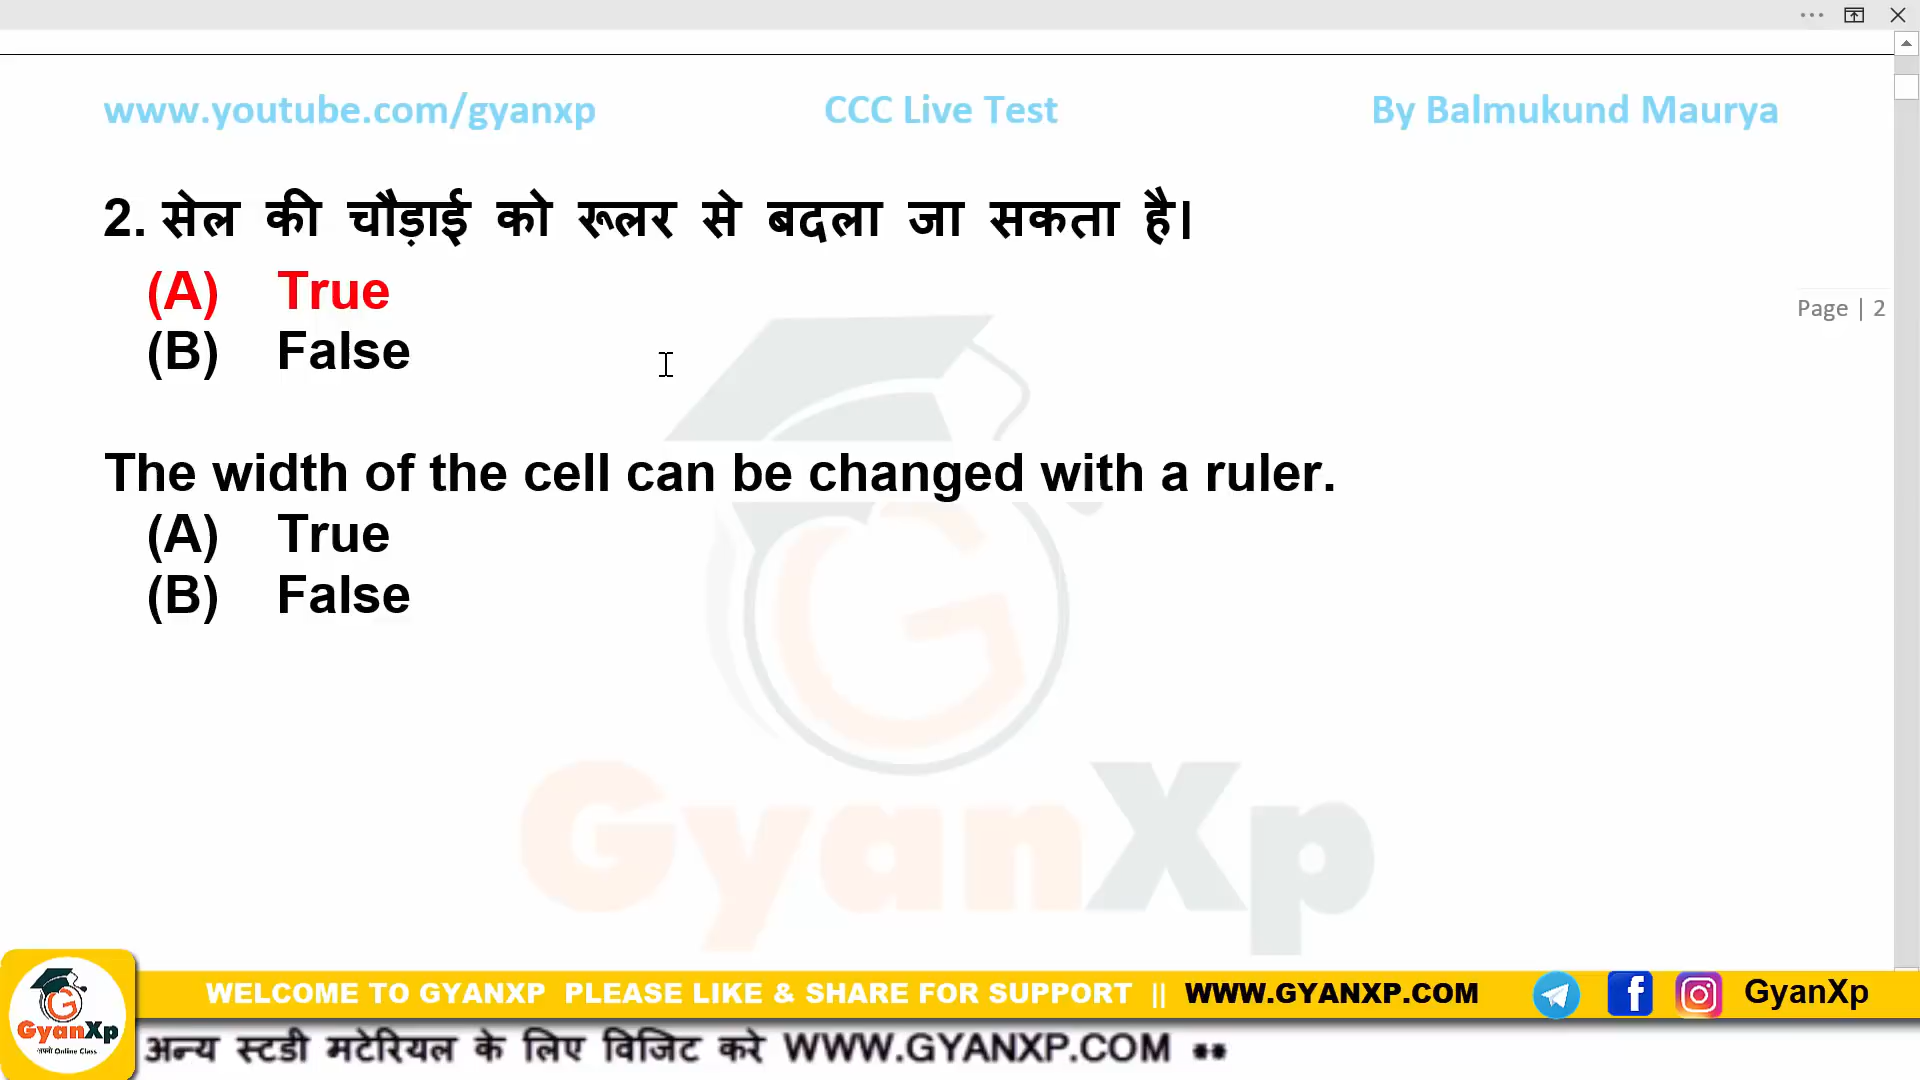 www.youtube.com/gyanxp CCC Live Test By Balmukund Maurya
2. सेल की चौड़ाई को रूलर से बदला जा सकता है।
(A) True
Page | 2
(B) False
The width of the cell can be changed with a ruler.
(A) True
(B) False
GyanXp
WELCOME TO GYANXP PLEASE LIKE & SHARE FOR SUPPORT || WWW.GYANXP.COM GyanXp
GyanXp
अपनी Online Class
अन्य स्टडी मटेरियल के लिए विजिट करे WWW.GYANXP.COM **